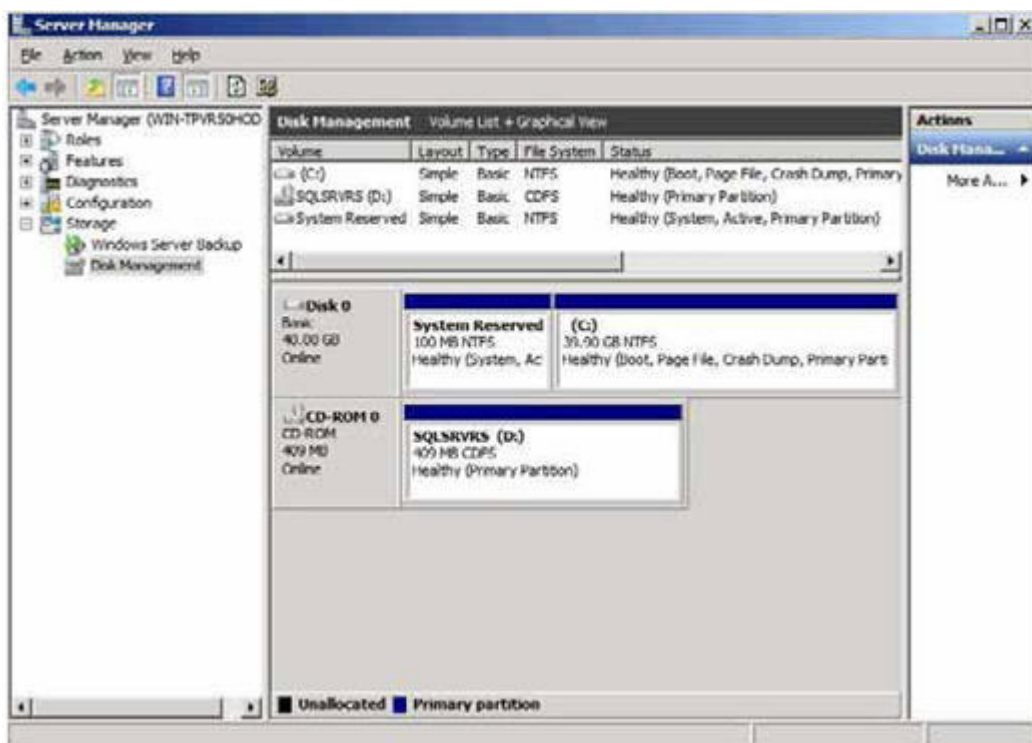 Server Manager
File Action View Help
Server Manager (WIN-TPVRS0HOD
Roles
Features
Diagnostics
Configuration
Storage
Windows Server Backup
Disk Management
Disk Management Volume List + Graphical View
Volume Layout Type File System Status
(C:) Simple Basic NTFS Healthy (Boot, Page File, Crash Dump, Primary
SQLSRVRS (D:) Simple Basic CDFS Healthy (Primary Partition)
System Reserved Simple Basic NTFS Healthy (System, Active, Primary Partition)
Disk 0
Basic
40.00 GB
Online
System Reserved
100 MB NTFS
Healthy (System, Ac
(C:)
39.90 GB NTFS
Healthy (Boot, Page File, Crash Dump, Primary Parti
CD-ROM 0
CD-ROM
409 MB
Online
SQLSRVRS (D:)
409 MB CDFS
Healthy (Primary Partition)
Unallocated Primary partition
Actions
Disk Mana...
More A...